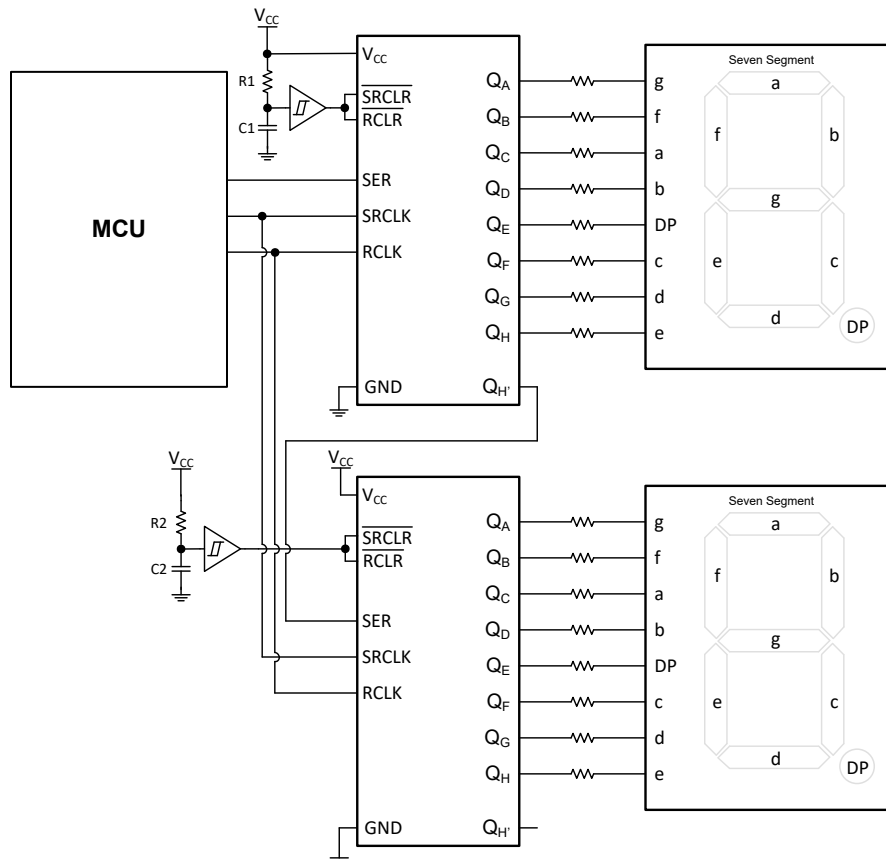 VCC
R1
C1
MCU
VCC
SRCLR
RCLR
SER
SRCLK
RCLK
GND
QA
QB
QC
QD
QE
QF
QG
QH
QH'
g
f
a
b
DP
c
d
e
Seven Segment
a
f
b
g
e
c
d
DP
VCC
R2
C2
VCC
VCC
SRCLR
RCLR
SER
SRCLK
RCLK
GND
QA
QB
QC
QD
QE
QF
QG
QH
QH'
g
f
a
b
DP
c
d
e
Seven Segment
a
f
b
g
e
c
d
DP